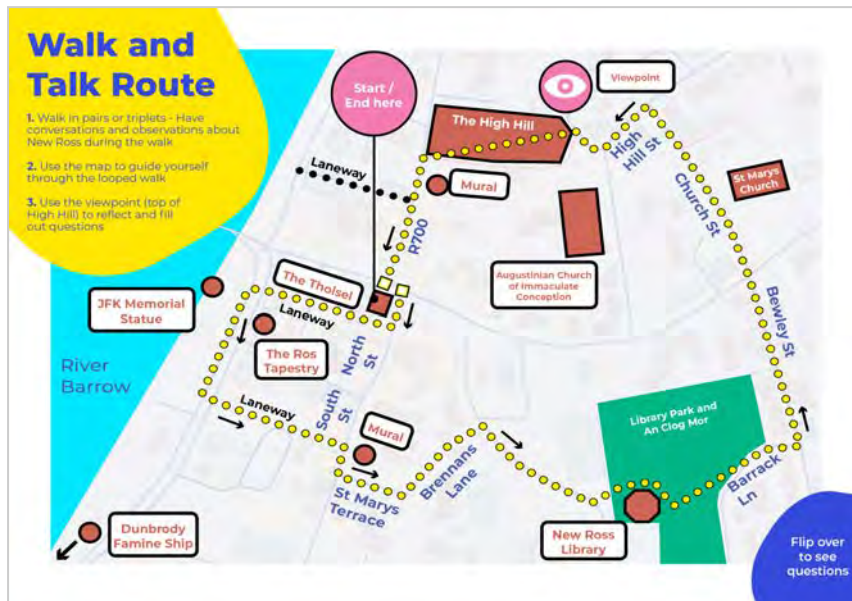 Walk and
Talk Route
1. Walk in pairs or triplets - Have
conversations and observations about
New Ross during the walk
2. Use the map to guide yourself
through the looped walk
3. Use the viewpoint (top of
High Hill) to reflect and fill
out questions
Start /
End here
Viewpoint
The High Hill
High
Hill St
Laneway
Mural
R700
Church St
St Marys
Church
Augustinian Church
of Immaculate
Conception
The Tholsel
JFK Memorial
Statue
Laneway
The Ros
Tapestry
North
St
Bewley St
River
Barrow
Laneway
South
St
Mural
Library Park and
An Clog Mor
Brennans
Lane
St Marys
Terrace
Barrack
Ln
Dunbrody
Famine Ship
New Ross
Library
Flip over
to see
questions